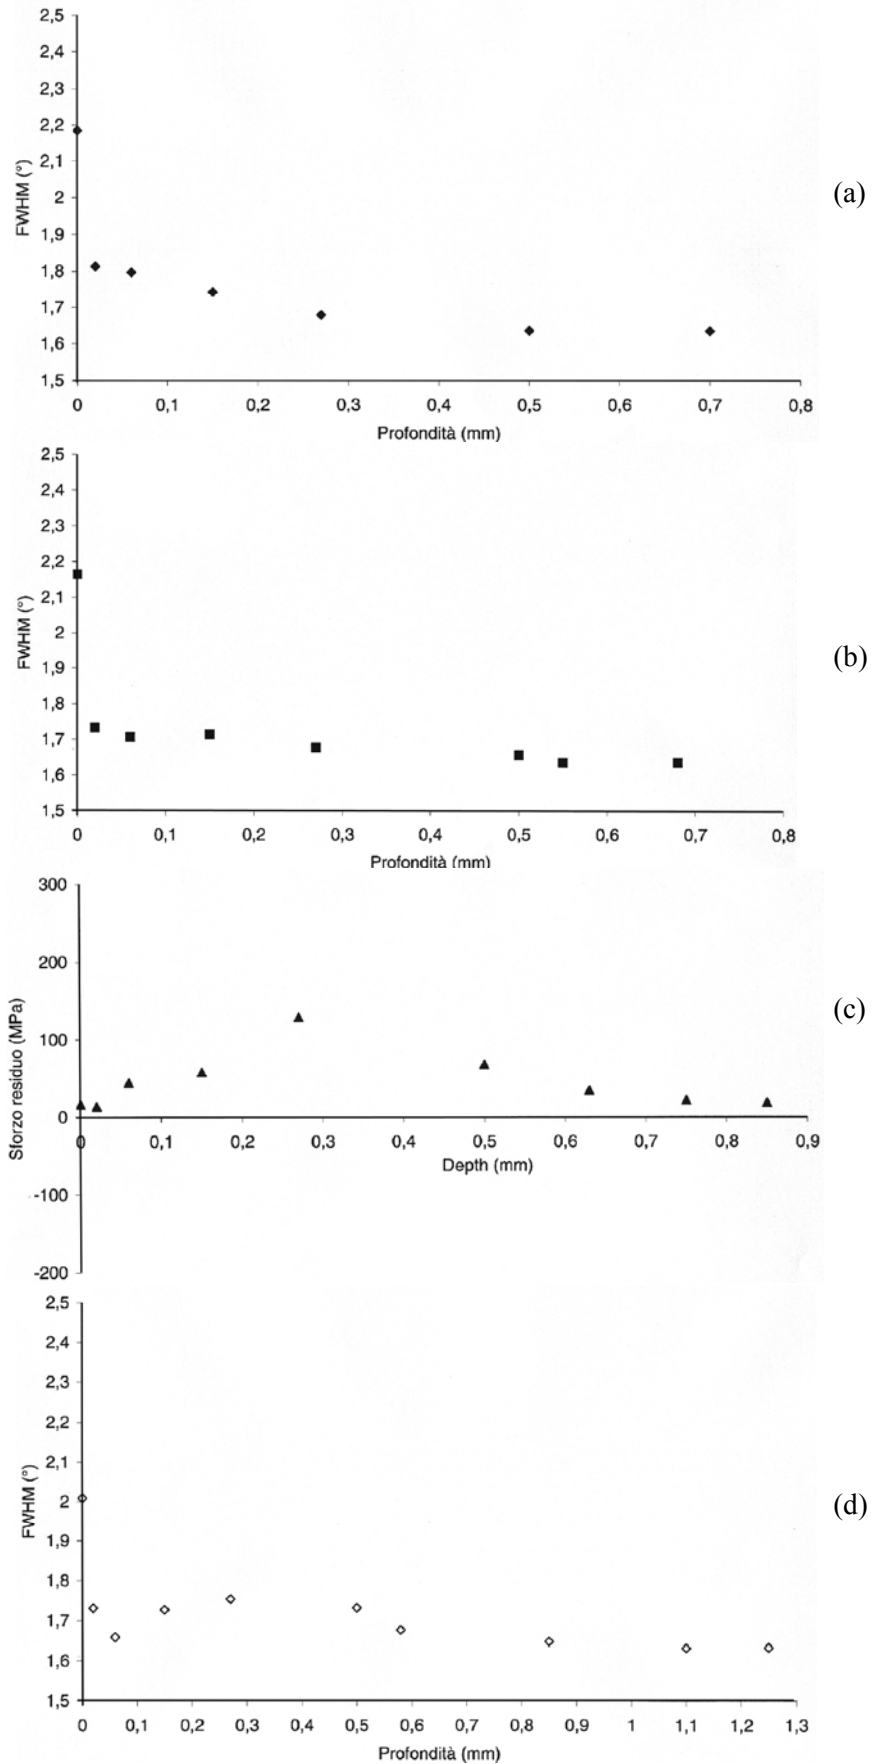 2,5
2,4
2,3
2,2
2,1
2
1,9
1,8
1,7
1,6
1,5
FWHM (°)
0 0,1 0,2 0,3 0,4 0,5 0,6 0,7 0,8
Profondità (mm)
(a)
2,5
2,4
2,3
2,2
2,1
2
1,9
1,8
1,7
1,6
1,5
FWHM (°)
0 0,1 0,2 0,3 0,4 0,5 0,6 0,7 0,8
Profondità (mm)
(b)
300
200
100
0
-100
-200
Sforzo residuo (MPa)
0 0,1 0,2 0,3 0,4 0,5 0,6 0,7 0,8 0,9
Depth (mm)
(c)
2,5
2,4
2,3
2,2
2,1
2
1,9
1,8
1,7
1,6
1,5
FWHM (°)
0 0,1 0,2 0,3 0,4 0,5 0,6 0,7 0,8 0,9 1 1,1 1,2 1,3
Profondità (mm)
(d)